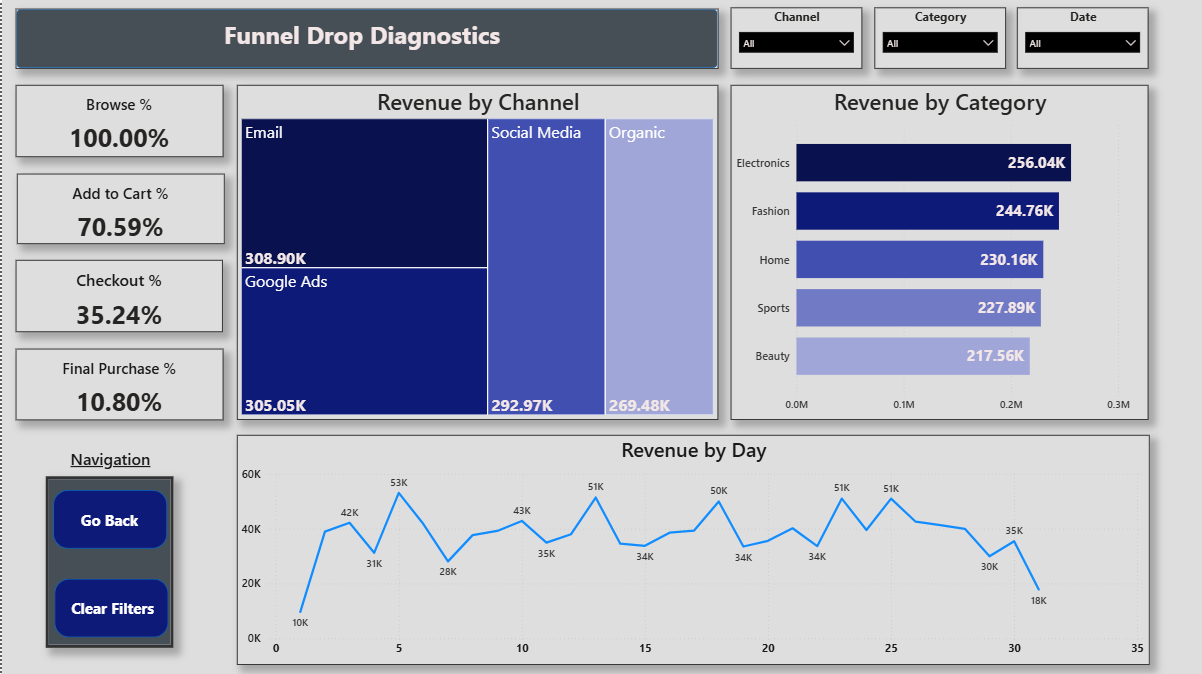 Funnel Drop Diagnostics
Channel
All
Category
All
Date
All
Browse %
100.00%
Add to Cart %
70.59%
Checkout %
35.24%
Final Purchase %
10.80%
Navigation
Go Back
Clear Filters
Revenue by Channel
Email
308.90K
Google Ads
305.05K
Social Media
292.97K
Organic
269.48K
Revenue by Category
Electronics 256.04K
Fashion 244.76K
Home 230.16K
Sports 227.89K
Beauty 217.56K
0.0M 0.1M 0.2M 0.3M
Revenue by Day
60K
40K
20K
0K
10K
42K
31K
53K
28K
43K
35K
51K
34K
50K
34K
34K
51K
51K
30K
35K
18K
0 5 10 15 20 25 30 35